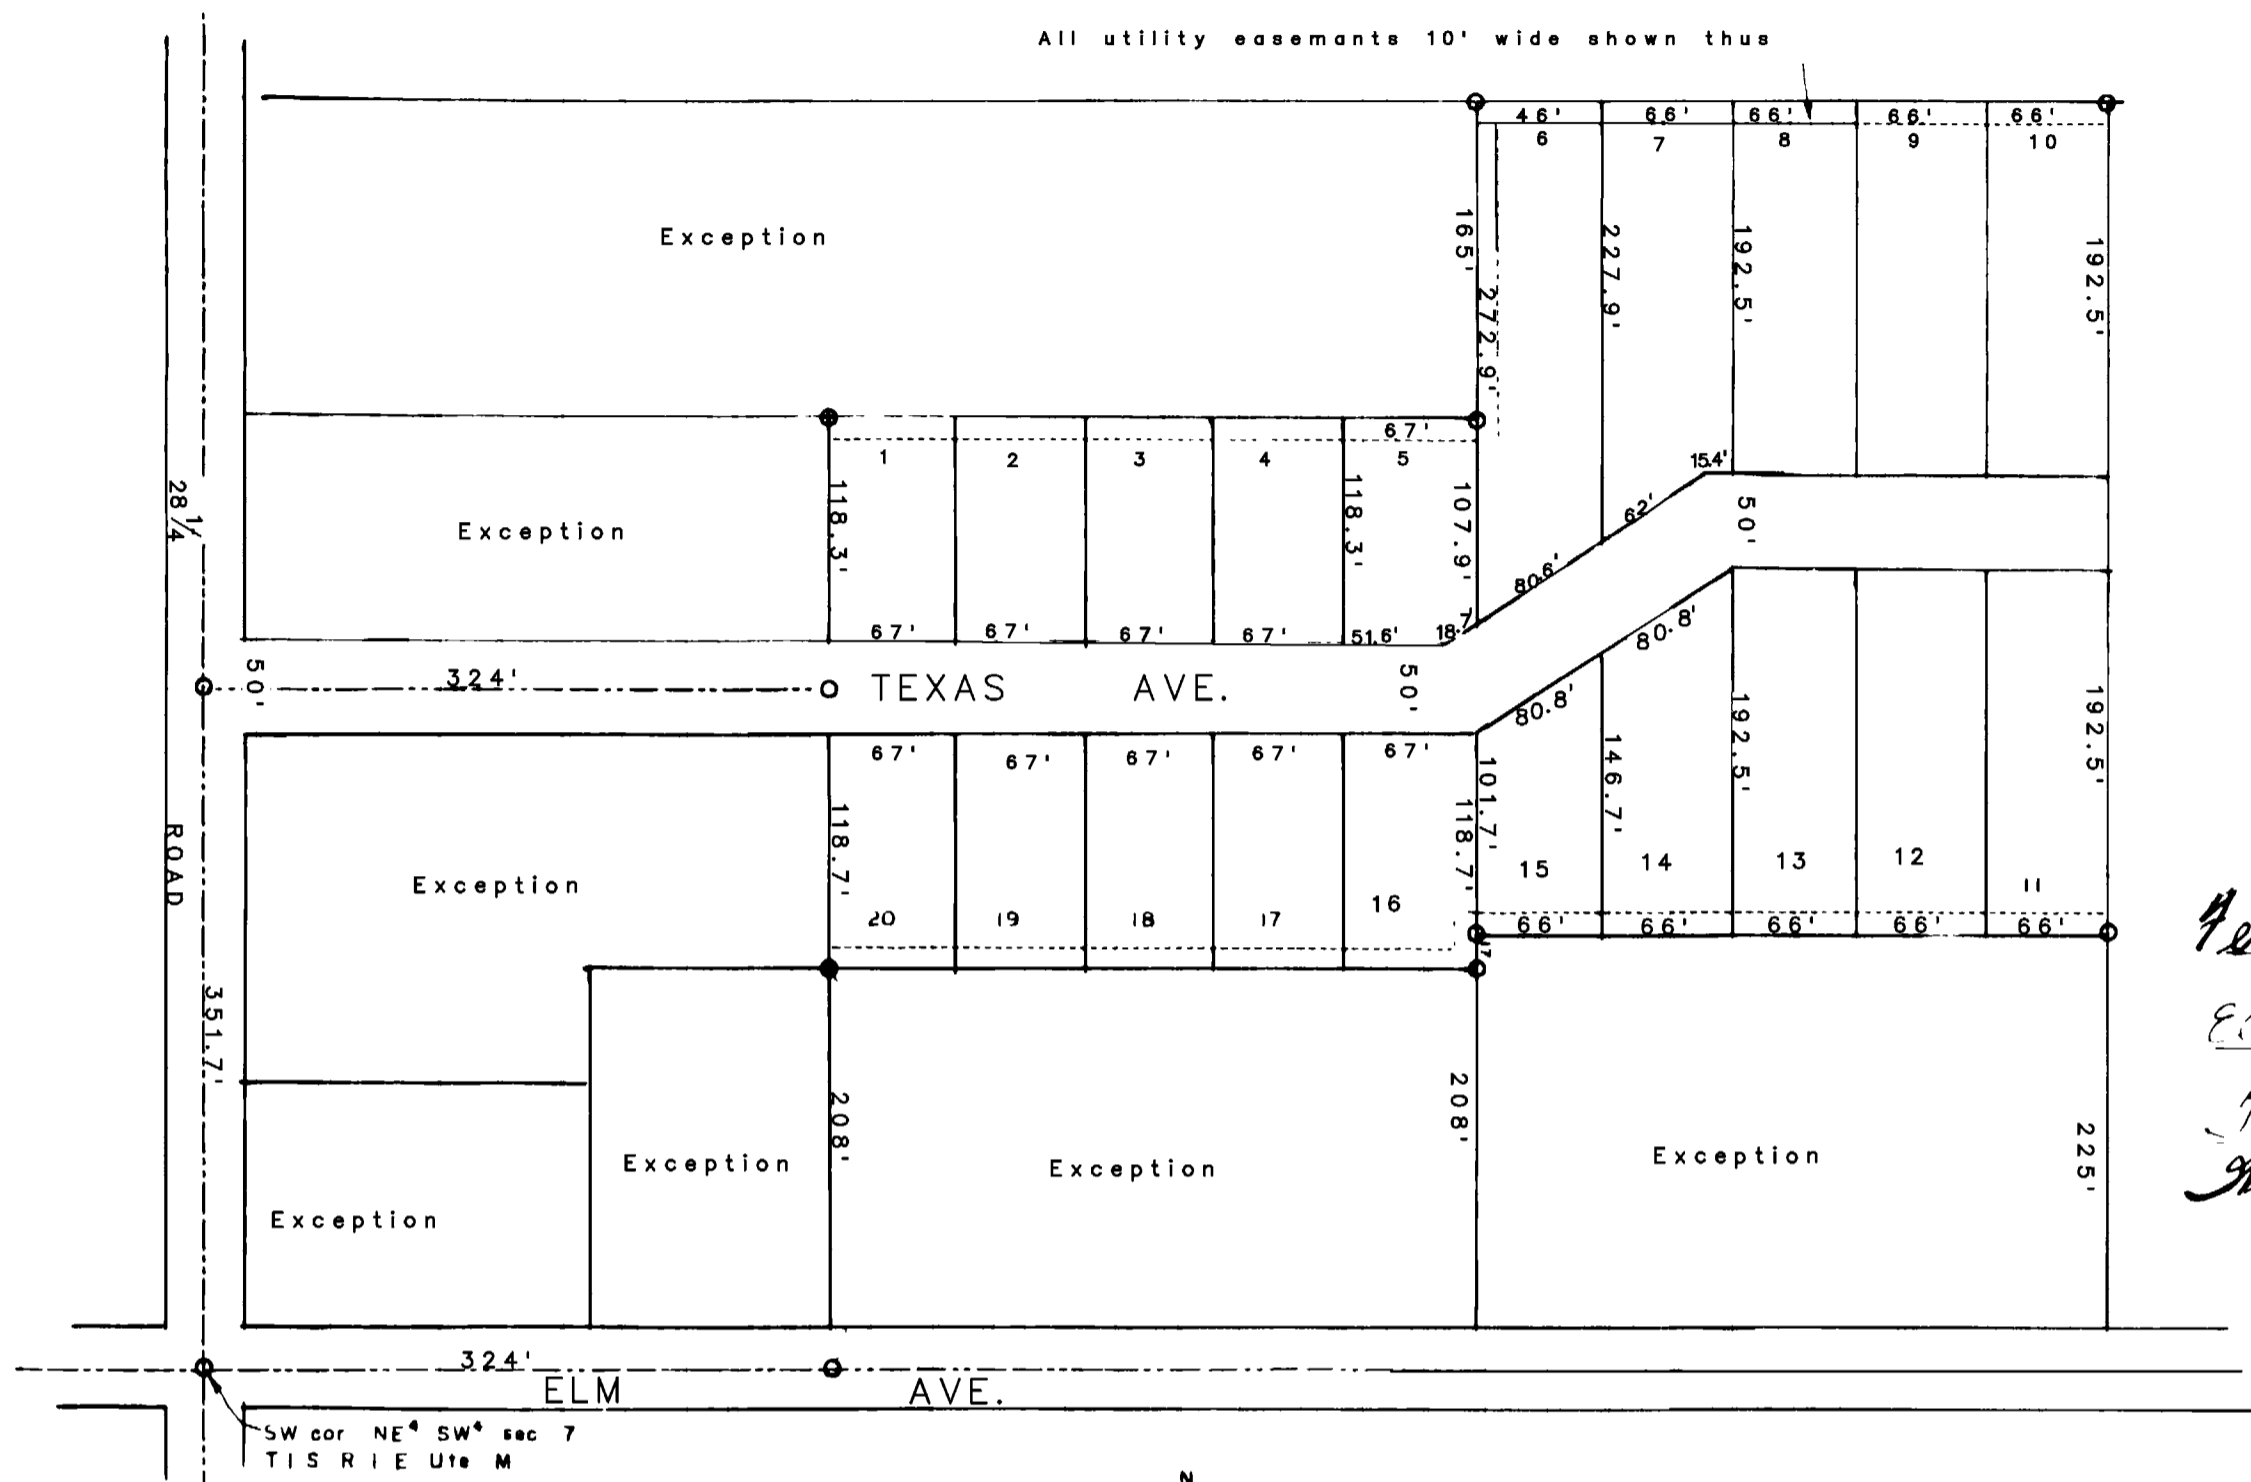 All utility easemants 10' wide shown thus
46' 66' 66' 66' 66'
6 7 8 9 10
Exception
165' 272.9' 227.9' 192.5' 192.5'
67'
1 2 3 4 5
15.4'
28 1/4 ROAD
Exception
118.3' 118.3' 107.9'
62'
50'
80.6'
67' 67' 67' 67' 51.6' 18.7'
50'
324'
TEXAS AVE.
50'
80.8'
80.8'
67' 67' 67' 67' 67'
118.7' 118.7' 101.7' 146.7' 192.5' 192.5'
Exception
20 19 18 17 16
15 14 13 12 11
66' 66' 66' 66' 66'
17'
351.7'
208' 208' 225'
Exception
Exception
Exception
Exception
324'
ELM AVE.
SW cor NE⁴ SW⁴ sec 7
T1S R1E Ute M
N